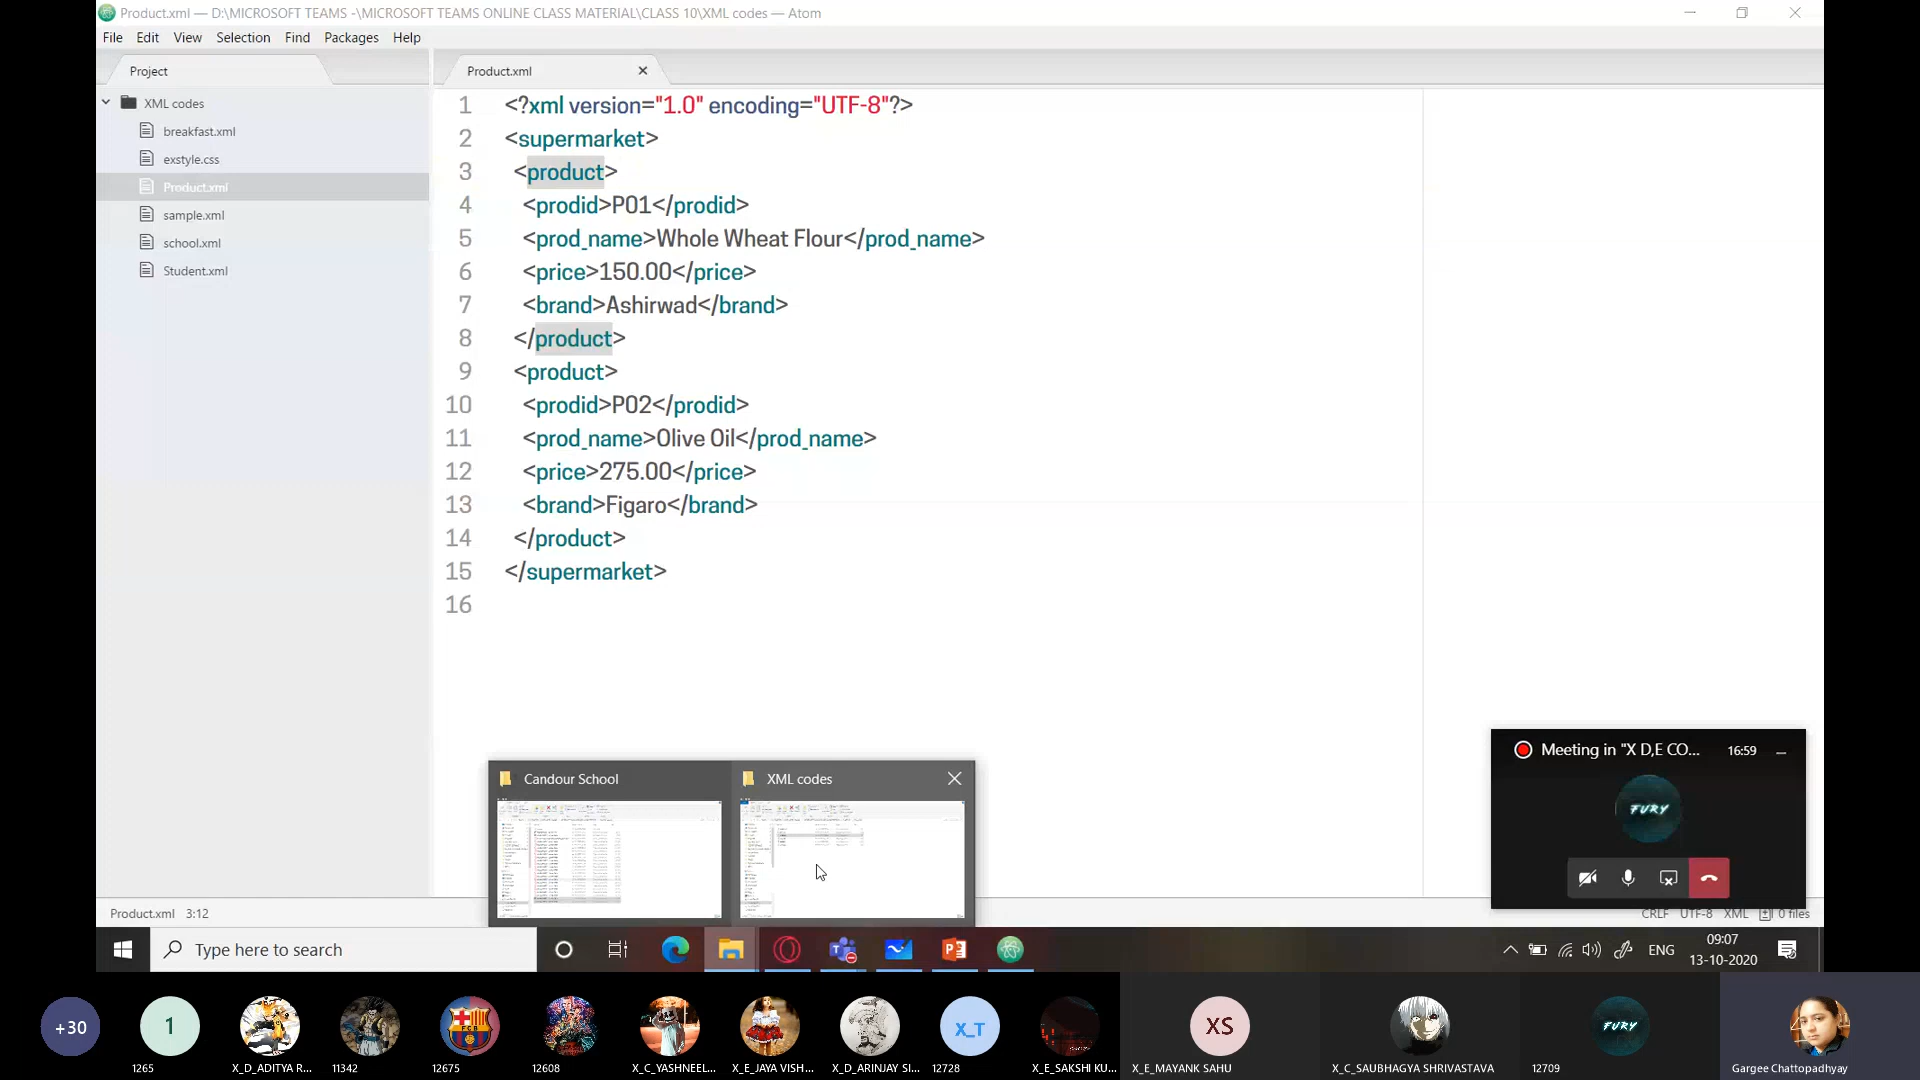 Product.xml — D:\MICROSOFT TEAMS -\MICROSOFT TEAMS ONLINE CLASS MATERIAL\CLASS 10\XML codes — Atom
File Edit View Selection Find Packages Help
Project
Product.xml
XML codes
breakfast.xml
exstyle.css
Product.xml
sample.xml
school.xml
Student.xml
1 <?xml version="1.0" encoding="UTF-8"?>
2 <supermarket>
3 <product>
4 <prodid>P01</prodid>
5 <prod_name>Whole Wheat Flour</prod_name>
6 <price>150.00</price>
7 <brand>Ashirwad</brand>
8 </product>
9 <product>
10 <prodid>P02</prodid>
11 <prod_name>Olive Oil</prod_name>
12 <price>275.00</price>
13 <brand>Figaro</brand>
14 </product>
15 </supermarket>
16
Candour School
XML codes
Meeting in "X D,E CO... 16:59
FURY
Product.xml 3:12
CRLF UTF-8 XML 0 files
Type here to search
ENG
09:07
13-10-2020
+30
1
FCB
X_T
XS
FURY
1265
X_D_ADITYA R...
11342
12675
12608
X_C_YASHNEEL...
X_E_JAYA VISH...
X_D_ARINJAY SI...
12728
X_E_SAKSHI KU...
X_E_MAYANK SAHU
X_C_SAUBHAGYA SHRIVASTAVA
12709
Gargee Chattopadhyay